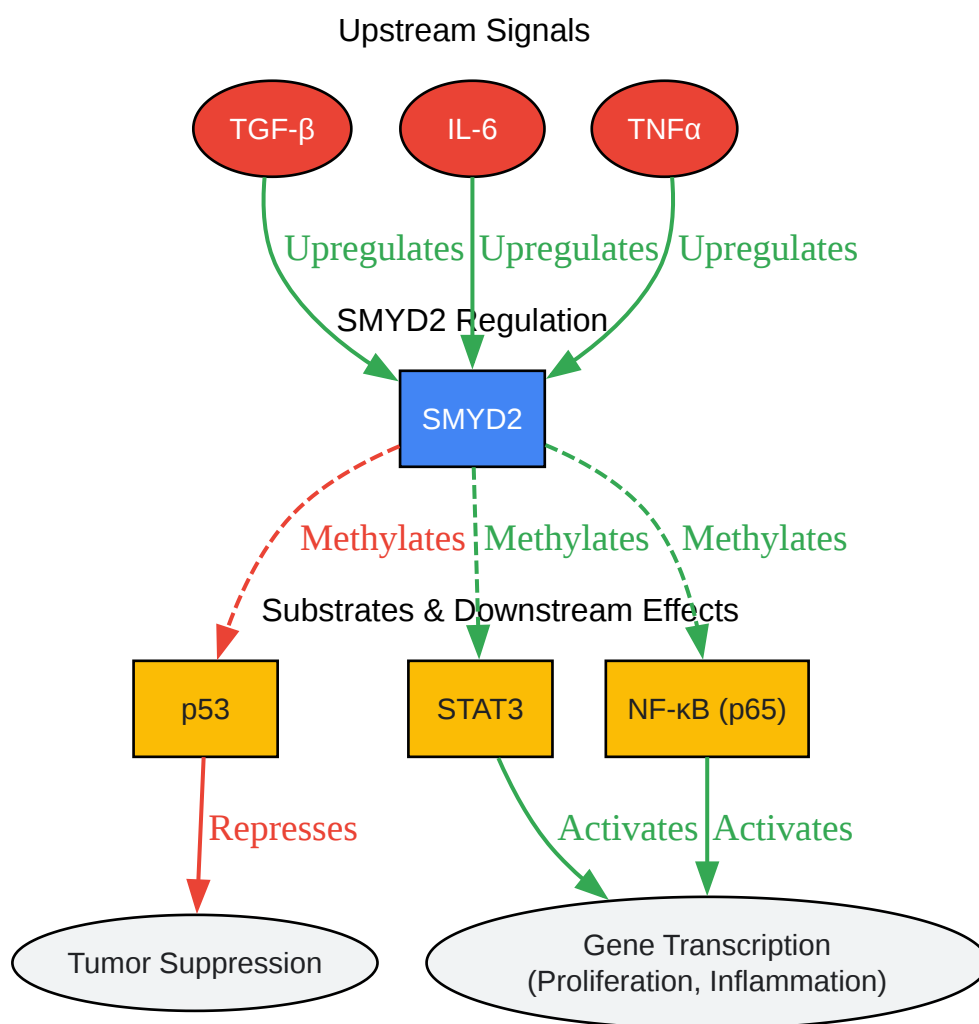 Upstream Signals
TGF-β
IL-6
TNFα
Upregulates
Upregulates
Upregulates
SMYD2 Regulation
SMYD2
Methylates
Methylates
Methylates
Substrates & Downstream Effects
p53
STAT3
NF-κB (p65)
Represses
Activates
Activates
Tumor Suppression
Gene Transcription
(Proliferation, Inflammation)